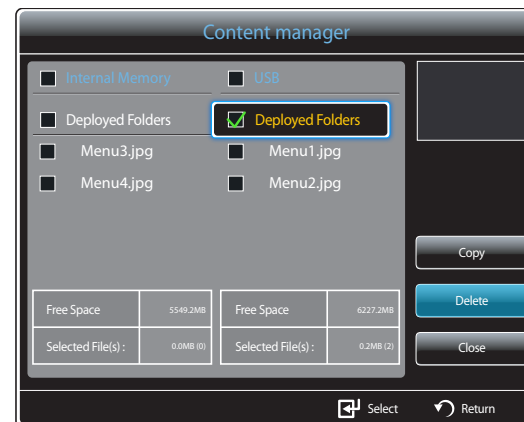 Content manager
Internal Memory
USB
Deployed Folders
Deployed Folders
Menu3.jpg
Menu1.jpg
Menu4.jpg
Menu2.jpg
Copy
Free Space 5549.2MB
Free Space 6227.2MB
Delete
Selected File(s) : 0.0MB (0)
Selected File(s) : 0.2MB (2)
Close
Select
Return